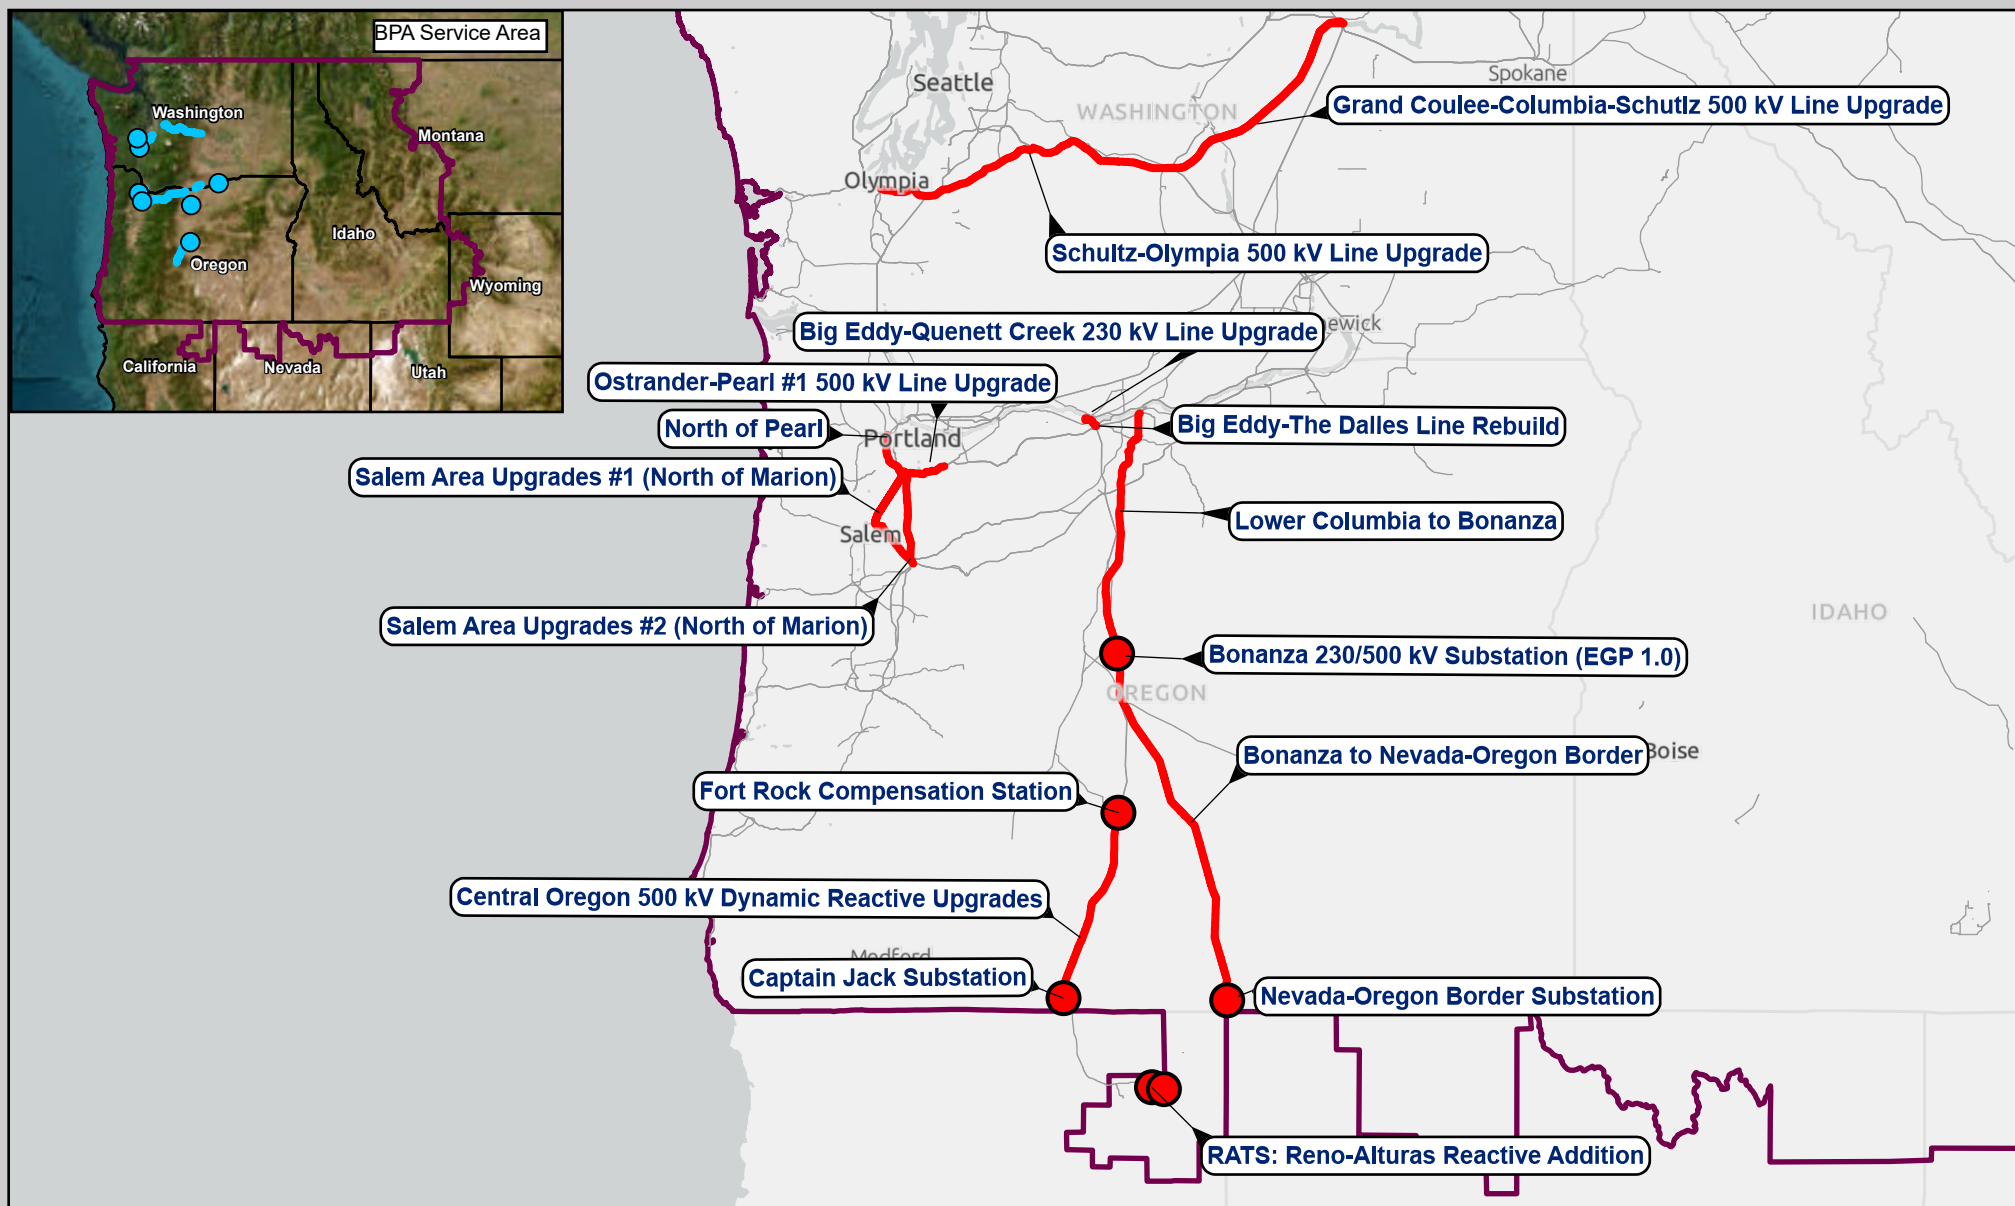 BPA Service Area
Washington
Montana
Idaho
Oregon
Wyoming
California
Nevada
Utah
Seattle
Spokane
WASHINGTON
Grand Coulee-Columbia-Schutlz 500 kV Line Upgrade
Olympia
Schultz-Olympia 500 kV Line Upgrade
Big Eddy-Quenett Creek 230 kV Line Upgrade
ewick
Ostrander-Pearl #1 500 kV Line Upgrade
North of Pearl
Portland
Big Eddy-The Dalles Line Rebuild
Salem Area Upgrades #1 (North of Marion)
Lower Columbia to Bonanza
Salem
Salem Area Upgrades #2 (North of Marion)
IDAHO
Bonanza 230/500 kV Substation (EGP 1.0)
OREGON
Bonanza to Nevada-Oregon Border
Boise
Fort Rock Compensation Station
Central Oregon 500 kV Dynamic Reactive Upgrades
Medford
Captain Jack Substation
Nevada-Oregon Border Substation
RATS: Reno-Alturas Reactive Addition